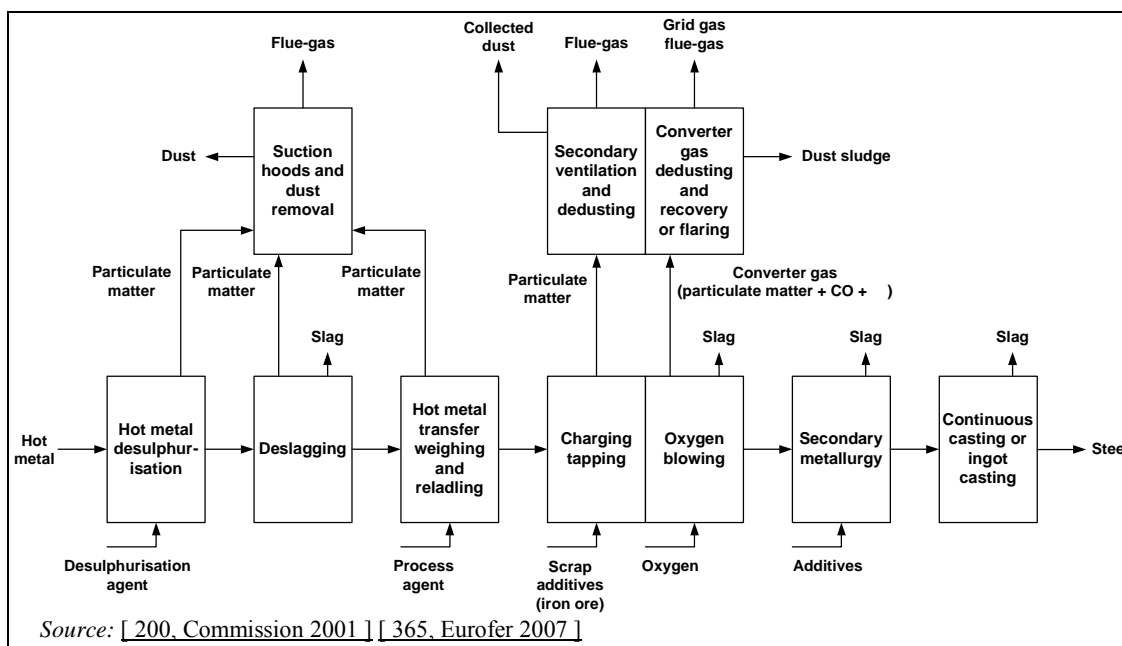 Flue-gas
Collected
dust
Flue-gas
Grid gas
flue-gas
Dust
Suction
hoods and
dust
removal
Secondary
ventilation
and
dedusting
Converter
gas
dedusting
and
recovery
or flaring
Dust sludge
Particulate
matter
Particulate
matter
Particulate
matter
Particulate
matter
Converter gas
(particulate matter + CO + )
Slag
Slag
Slag
Slag
Hot
metal
Hot metal
desulphur-
isation
Deslagging
Hot metal
transfer
weighing
and
reladling
Charging
tapping
Oxygen
blowing
Secondary
metallurgy
Continuous
casting or
ingot
casting
Stee
Desulphurisation
agent
Process
agent
Scrap
additives
(iron ore)
Oxygen
Additives
Source: [ 200, Commission 2001 ] [ 365, Eurofer 2007 ]